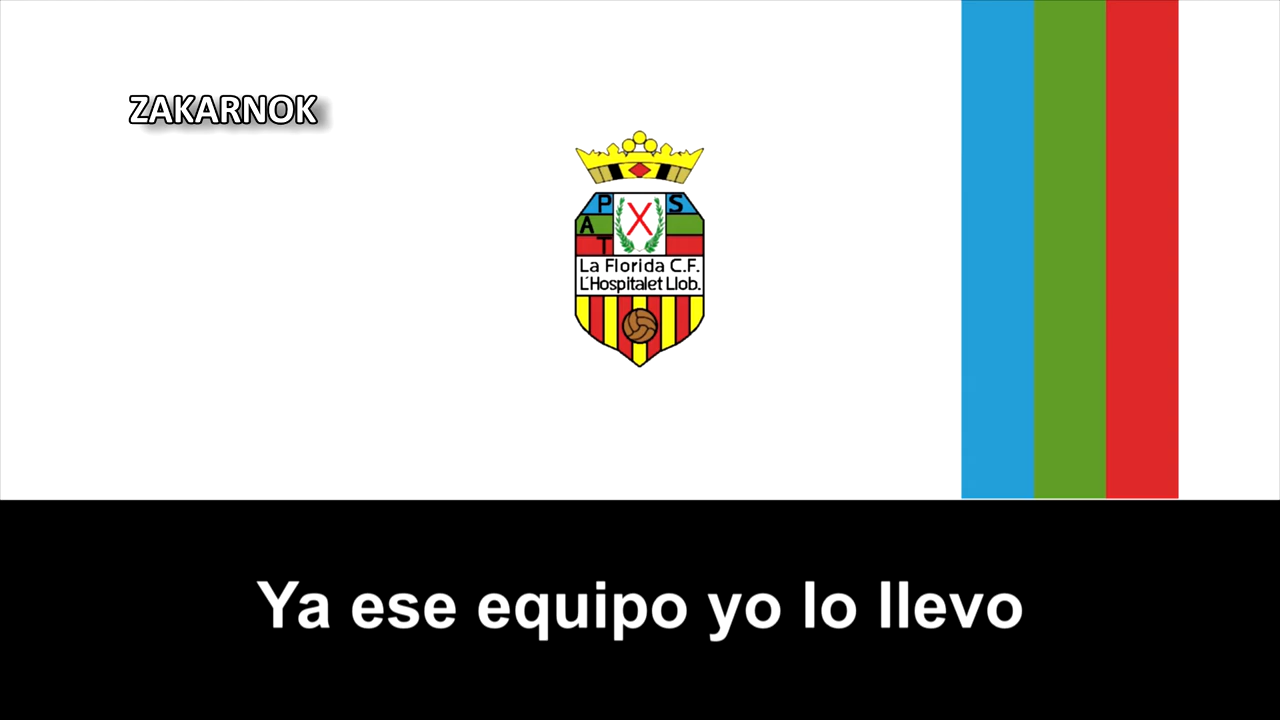 ZAKARNOK
P S
X
A
T
La Florida C.F.
L'Hospitalet Llob.
Ya ese equipo yo lo llevo